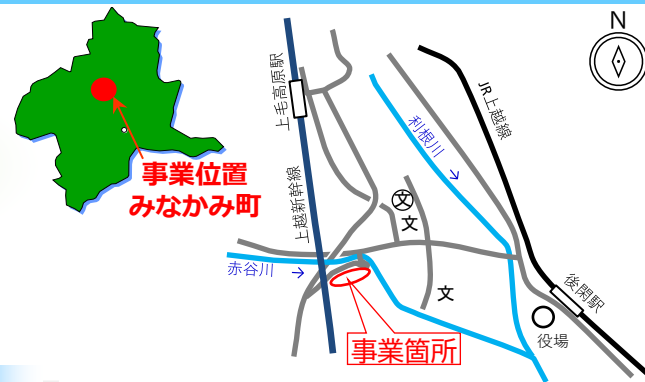 事業位置
みなかみ町
N
上毛高原駅
上越新幹線
JR上越線
利根川
→
文
文
文
赤谷川
→
後閑駅
役場
事業箇所